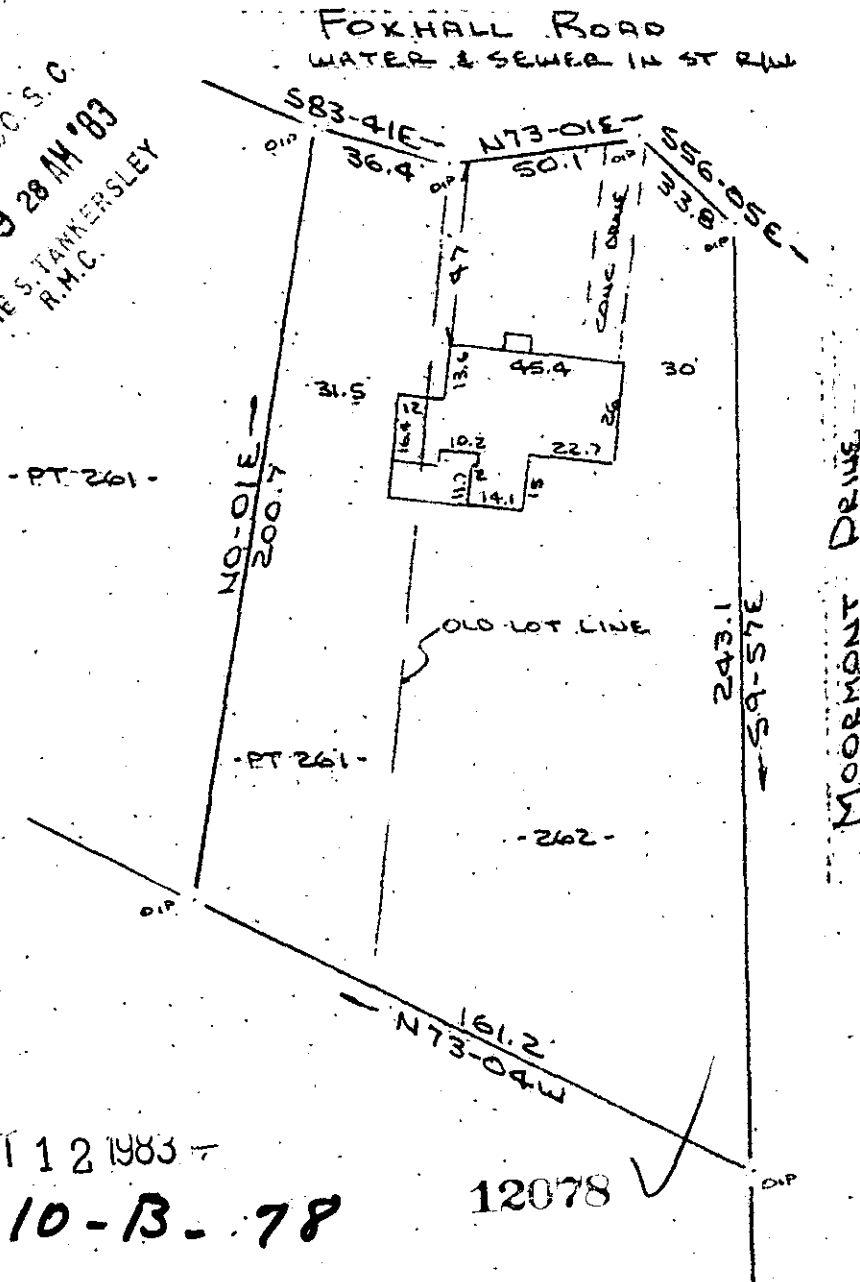 FOXHALL ROAD
WATER & SEWER IN ST R/W
C. S. C.
9 28 AM '83
S. TANKERSLEY
R.M.C.
S83-41E
36.4
N73-01E
50.1
S56-05E
33.8
OIP
OIP
OIP
OIP
47
CONC DRIVE
31.5
13.6
45.4
30
12
16.4
10.2
26
22.7
11.7
14.1
15
-PT 261-
N0-01E
200.7
OLD LOT LINE
243.1
S9-57E
MOORMONT DRIVE
-PT 261-
-262-
OIP
161.2
N73-04W
OIP
12 1983
10-B-78
12078